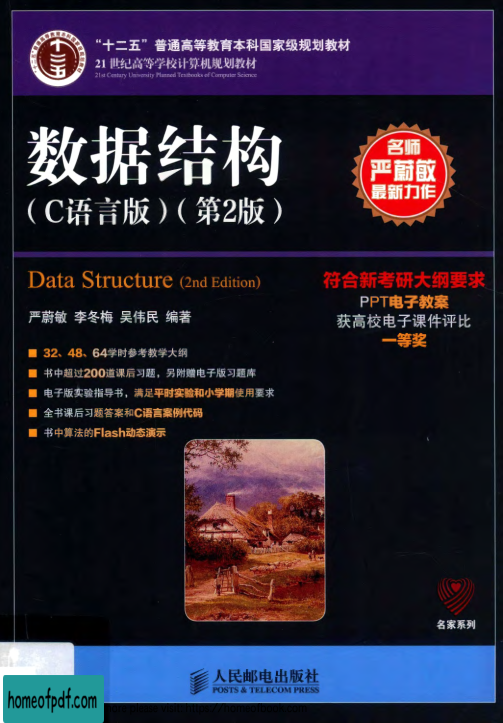 “十二五”普通高等教育本科国家级规划教材
21世纪高等学校计算机规划教材
21st Century University Planned Textbooks of Computer Science
数据结构
(C语言版)(第2版)
名师
严蔚敏
最新力作
Data Structure (2nd Edition)
严蔚敏 李冬梅 吴伟民 编著
符合新考研大纲要求
PPT电子教案
获高校电子课件评比
一等奖
32、48、64学时参考教学大纲
书中超过200道课后习题，另附赠电子版习题库
电子版实验指导书，满足平时实验和小学期使用要求
全书课后习题答案和C语言案例代码
书中算法的Flash动态演示
名家系列
人民邮电出版社
POSTS & TELECOM PRESS
homeofpdf.com